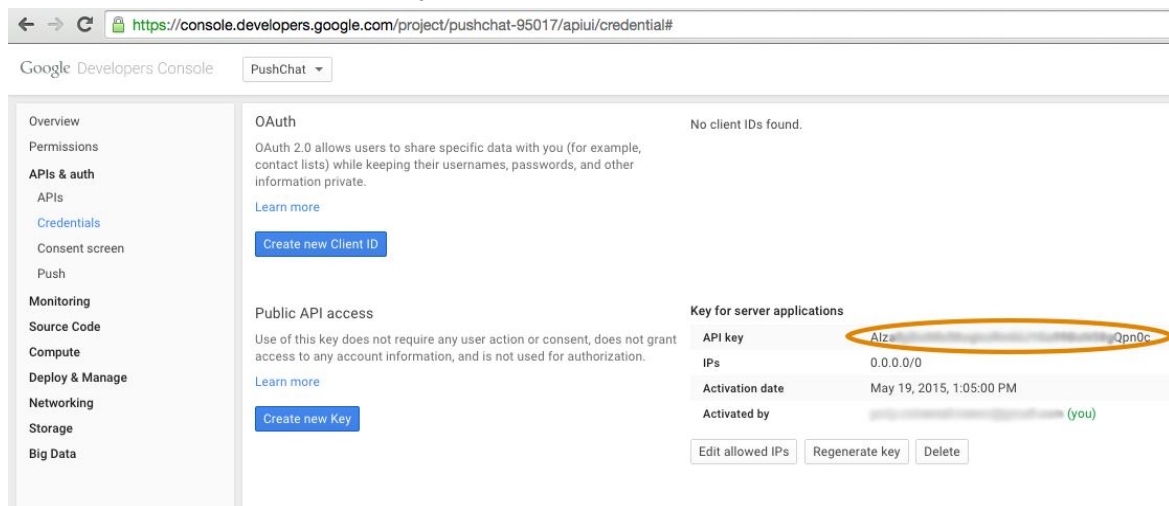 https://console.developers.google.com/project/pushchat-95017/apiui/credential#
Google Developers Console
PushChat
Overview
Permissions
APIs & auth
APIs
Credentials
Consent screen
Push
Monitoring
Source Code
Compute
Deploy & Manage
Networking
Storage
Big Data
OAuth
OAuth 2.0 allows users to share specific data with you (for example,
contact lists) while keeping their usernames, passwords, and other
information private.
Learn more
Create new Client ID
No client IDs found.
Public API access
Use of this key does not require any user action or consent, does not grant
access to any account information, and is not used for authorization.
Learn more
Create new Key
Key for server applications
API key
IPs 0.0.0.0/0
Activation date May 19, 2015, 1:05:00 PM
Activated by (you)
Edit allowed IPs Regenerate key Delete